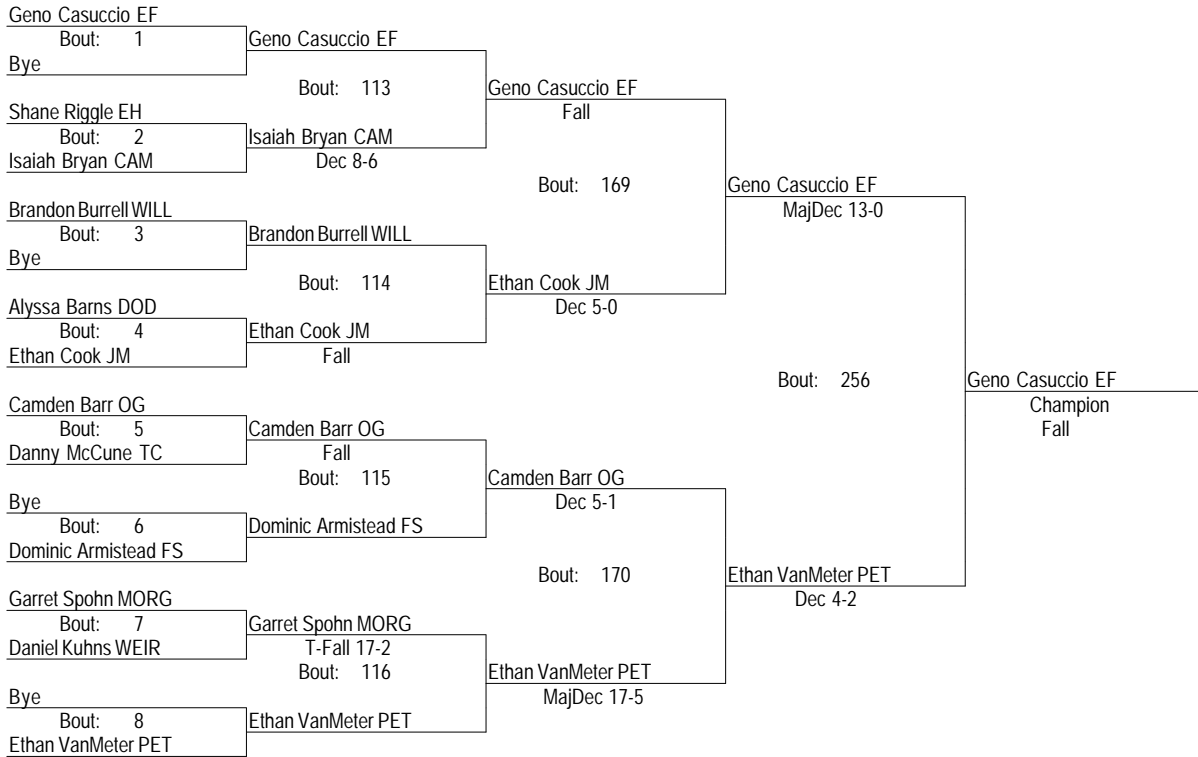 Geno Casuccio EF
Bout: 1
Geno Casuccio EF
Bye
Bout: 113
Geno Casuccio EF
Shane Riggle EH
Fall
Bout: 2
Isaiah Bryan CAM
Isaiah Bryan CAM
Dec 8-6
Bout: 169
Geno Casuccio EF
Brandon Burrell WILL
MajDec 13-0
Bout: 3
Brandon Burrell WILL
Bye
Bout: 114
Ethan Cook JM
Alyssa Barns DOD
Dec 5-0
Bout: 4
Ethan Cook JM
Ethan Cook JM
Fall
Bout: 256
Geno Casuccio EF
Camden Barr OG
Champion
Bout: 5
Camden Barr OG
Fall
Danny McCune TC
Fall
Bout: 115
Camden Barr OG
Bye
Dec 5-1
Bout: 6
Dominic Armistead FS
Dominic Armistead FS
Bout: 170
Ethan VanMeter PET
Garret Spohn MORG
Dec 4-2
Bout: 7
Garret Spohn MORG
Daniel Kuhns WEIR
T-Fall 17-2
Bout: 116
Ethan VanMeter PET
Bye
MajDec 17-5
Bout: 8
Ethan VanMeter PET
Ethan VanMeter PET